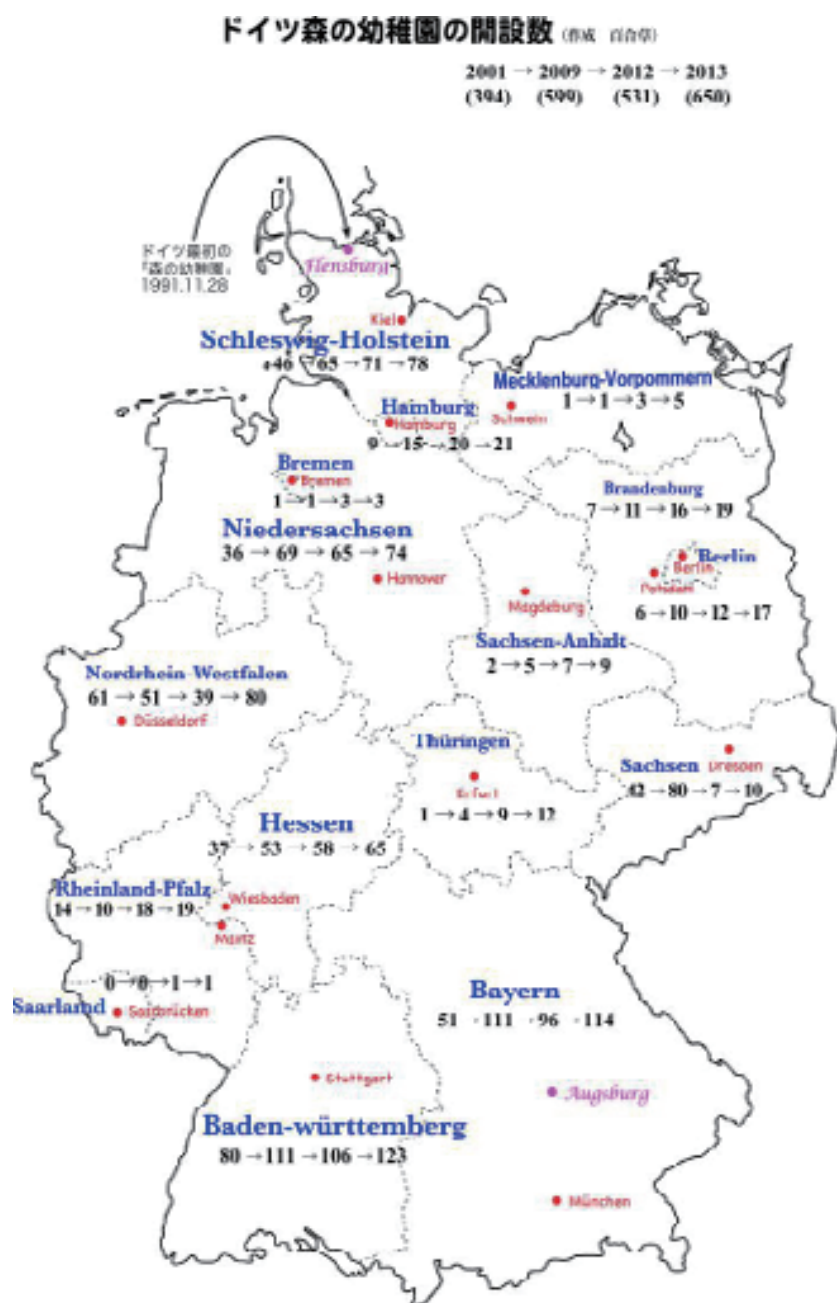 ドイツ森の幼稚園の開設数 (作成 百合草)
2001 → 2009 → 2012 → 2013
(394) (599) (531) (650)
ドイツ最初の
『森の幼稚園』
1991.11.28
Flensburg
Kiel
Schleswig-Holstein
46 → 65 → 71 → 78
Mecklenburg-Vorpommern
1 → 1 → 3 → 5
Schwerin
Hamburg
Hamburg
9 → 15 → 20 → 21
Bremen
Bremen
1 → 1 → 3 → 3
Brandenburg
7 → 11 → 16 → 19
Niedersachsen
36 → 69 → 65 → 74
Hannover
Berlin
Berlin
Potsdam
6 → 10 → 12 → 17
Magdeburg
Sachsen-Anhalt
2 → 5 → 7 → 9
Nordrhein-Westfalen
61 → 51 → 39 → 80
Düsseldorf
Thüringen
Erfurt
1 → 4 → 9 → 12
Sachsen
Dresden
→ 80 → 7 → 10
Hessen
37 → 53 → 58 → 65
Rheinland-Pfalz
14 → 10 → 18 → 19
Wiesbaden
Mainz
0 → 0 → 1 → 1
Saarland
Saarbrücken
Bayern
51 → 111 → 96 → 114
Stuttgart
Augsburg
Baden-württemberg
80 → 111 → 106 → 123
München